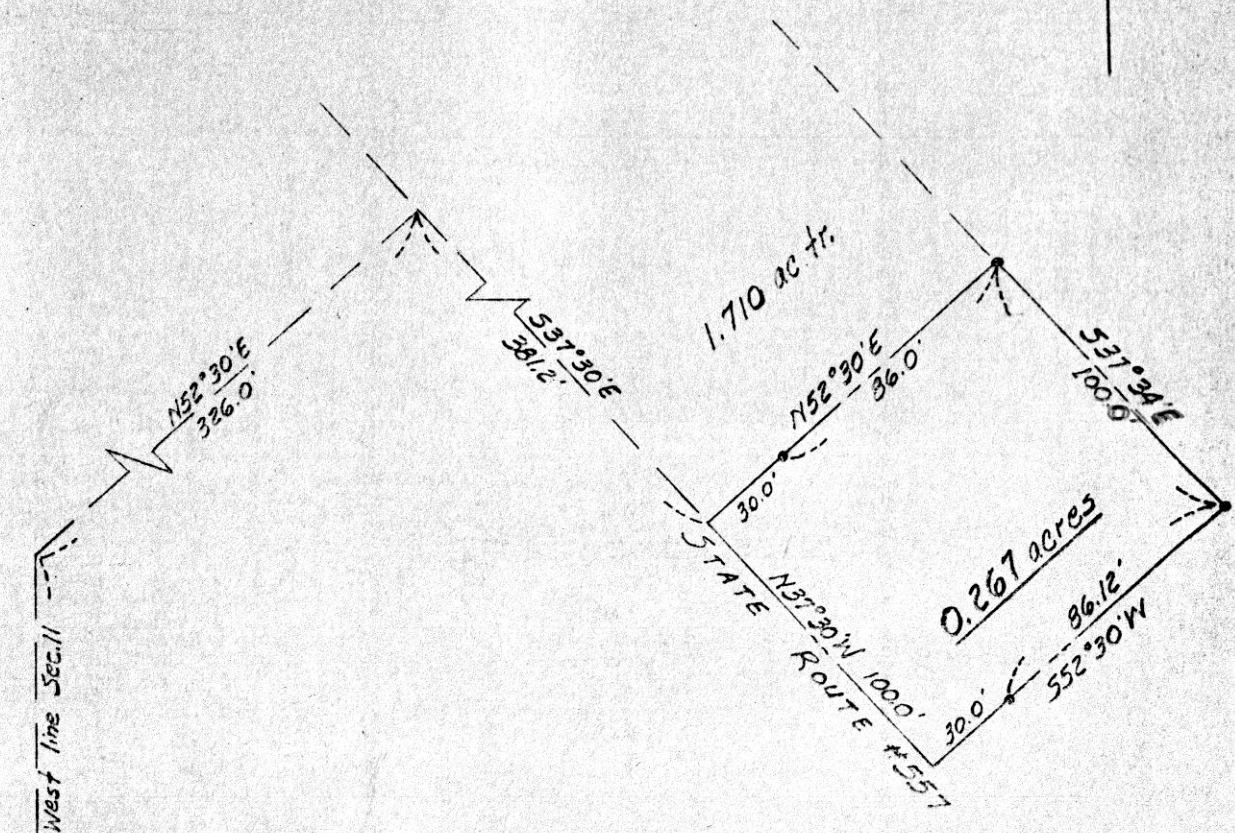 1.710 ac tr.
N52°30'E
326.0'
S37°30'E
381.2'
N52°30'E
86.0'
30.0'
S37°34'E
100.0'
0.267 acres
86.12'
S52°30'W
30.0'
N37°30'W 100.0'
STATE ROUTE #557
West line Sec. 11